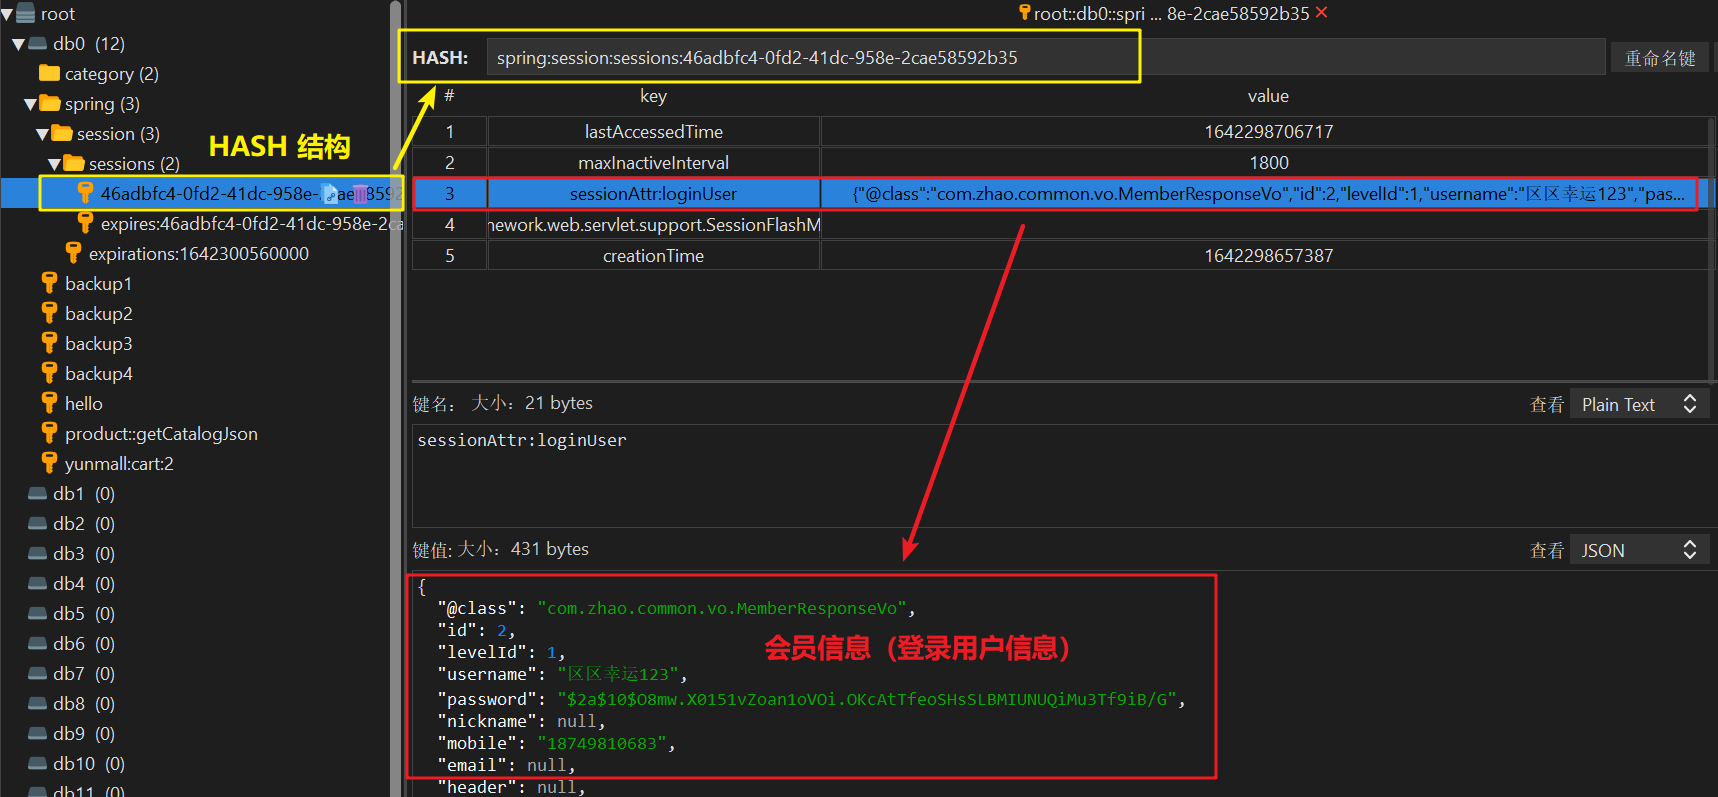 root
db0 (12)
category (2)
spring (3)
session (3)
HASH 结构
sessions (2)
46adbfc4-0fd2-41dc-958e-2cae58592
expires:46adbfc4-0fd2-41dc-958e-2ca
expirations:1642300560000
backup1
backup2
backup3
backup4
hello
product::getCatalogJson
yunmall:cart:2
db1 (0)
db2 (0)
db3 (0)
db4 (0)
db5 (0)
db6 (0)
db7 (0)
db8 (0)
db9 (0)
db10 (0)
db11 (0)
root::db0::spri ... 8e-2cae58592b35
HASH: spring:session:sessions:46adbfc4-0fd2-41dc-958e-2cae58592b35 重命名键
# key value
1 lastAccessedTime 1642298706717
2 maxInactiveInterval 1800
3 sessionAttr:loginUser {"@class":"com.zhao.common.vo.MemberResponseVo","id":2,"levelId":1,"username":"区区幸运123","pas...
4 nework.web.servlet.support.SessionFlashM
5 creationTime 1642298657387
键名: 大小: 21 bytes 查看 Plain Text
sessionAttr:loginUser
键值: 大小: 431 bytes 查看 JSON
{
"@class": "com.zhao.common.vo.MemberResponseVo",
"id": 2,
"levelId": 1,
会员信息（登录用户信息）
"username": "区区幸运123",
"password": "$2a$10$O8mw.X0151vZoan1oVOi.OKcAtTfeoSHsSLBMIUNUQiMu3Tf9iB/G",
"nickname": null,
"mobile": "18749810683",
"email": null,
"header": null,